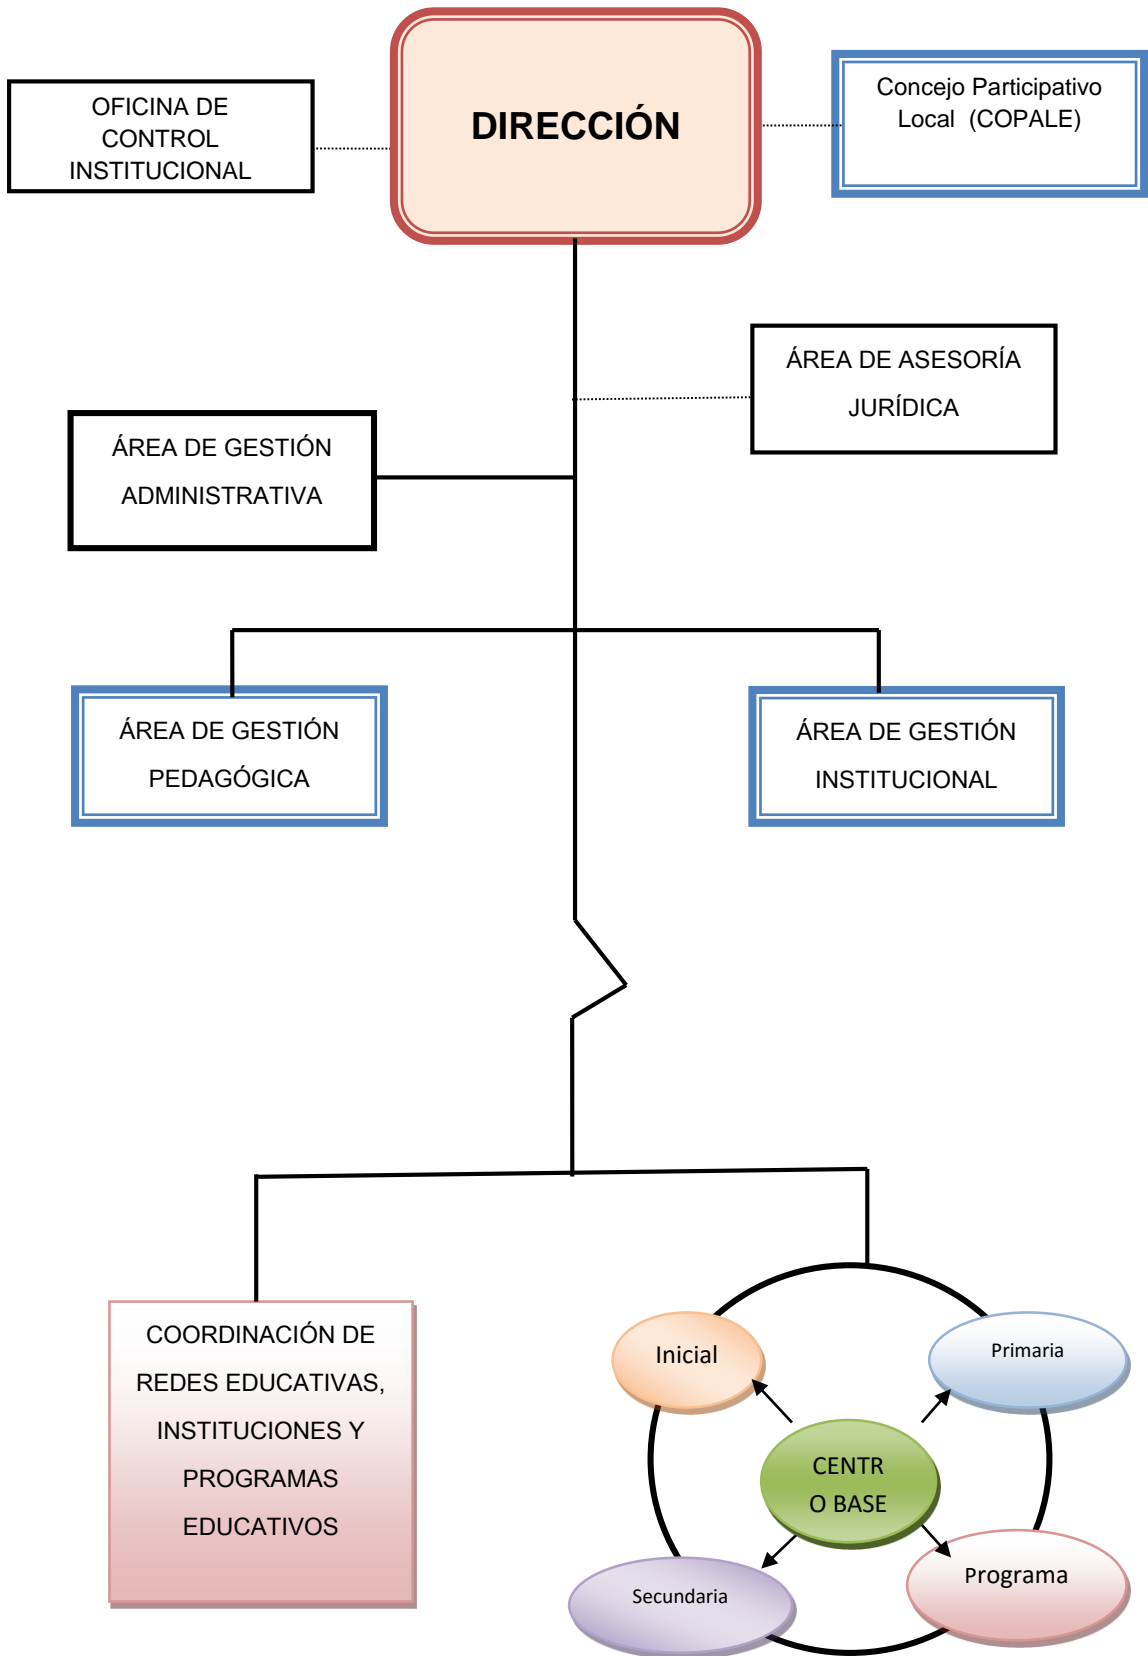 OFICINA DE
CONTROL
INSTITUCIONAL
DIRECCIÓN
Concejo Participativo
Local (COPALE)
ÁREA DE ASESORÍA
JURÍDICA
ÁREA DE GESTIÓN
ADMINISTRATIVA
ÁREA DE GESTIÓN
PEDAGÓGICA
ÁREA DE GESTIÓN
INSTITUCIONAL
COORDINACIÓN DE
REDES EDUCATIVAS,
INSTITUCIONES Y
PROGRAMAS
EDUCATIVOS
Inicial
Primaria
CENTR
O BASE
Secundaria
Programa